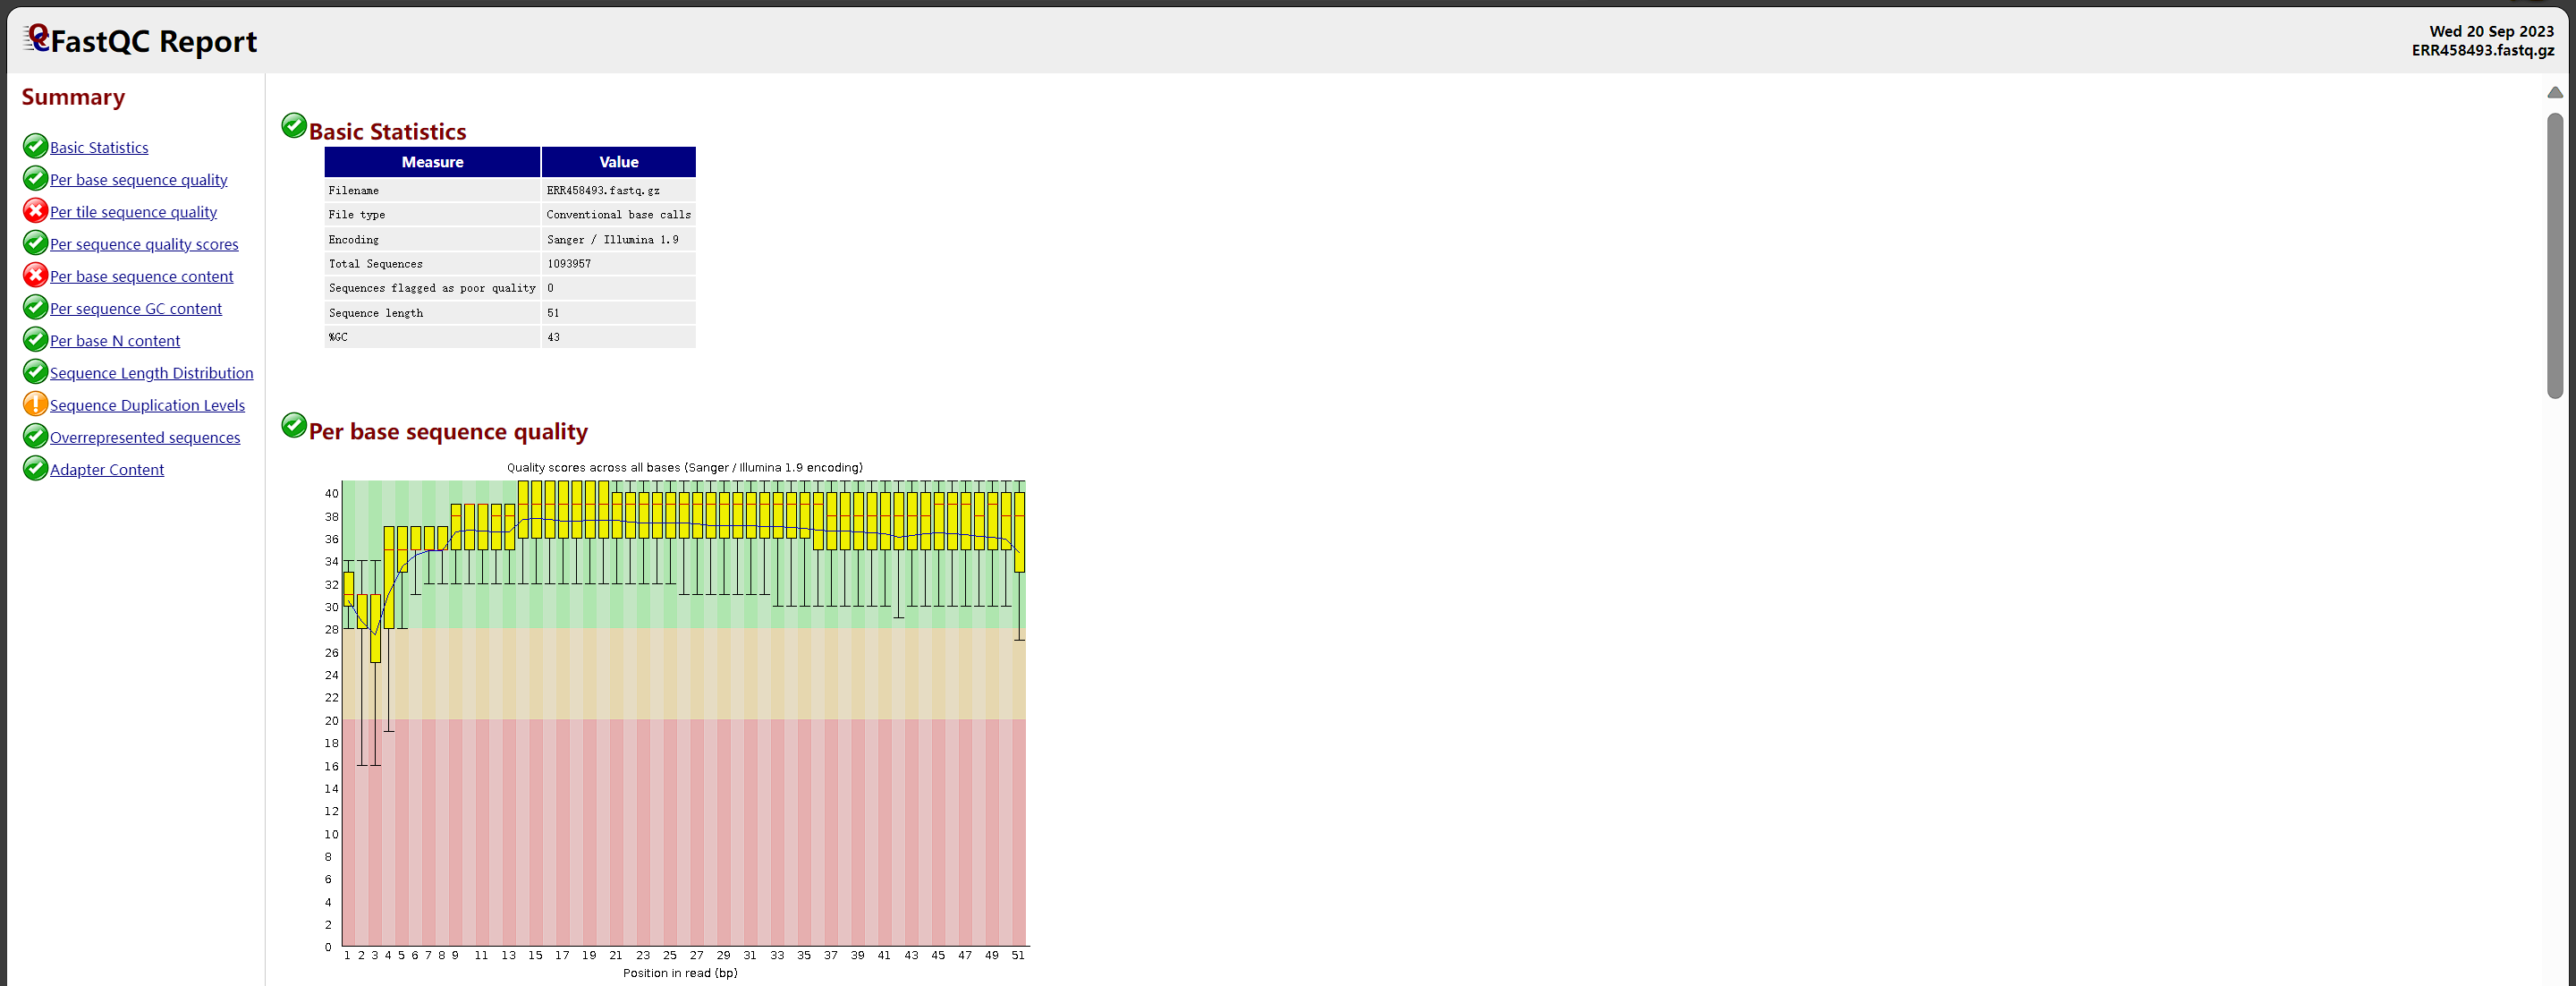 FastQC Report
Wed 20 Sep 2023
ERR458493.fastq.gz
Summary
Basic Statistics
Per base sequence quality
Per tile sequence quality
Per sequence quality scores
Per base sequence content
Per sequence GC content
Per base N content
Sequence Length Distribution
Sequence Duplication Levels
Overrepresented sequences
Adapter Content
Basic Statistics
Measure Value
Filename ERR458493.fastq.gz
File type Conventional base calls
Encoding Sanger / Illumina 1.9
Total Sequences 1093957
Sequences flagged as poor quality 0
Sequence length 51
%GC 43
Per base sequence quality
Quality scores across all bases (Sanger / Illumina 1.9 encoding)
40
38
36
34
32
30
28
26
24
22
20
18
16
14
12
10
8
6
4
2
0
1 2 3 4 5 6 7 8 9 11 13 15 17 19 21 23 25 27 29 31 33 35 37 39 41 43 45 47 49 51
Position in read (bp)